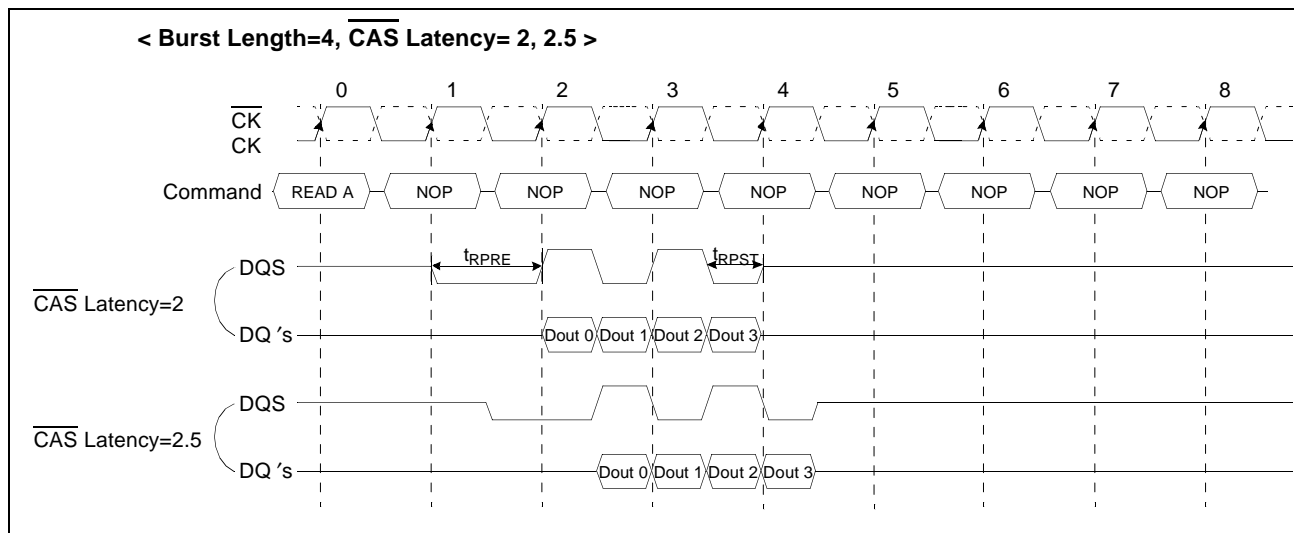 < Burst Length=4, CAS Latency= 2, 2.5 >
0 1 2 3 4 5 6 7 8
CK
CK
Command READ A NOP NOP NOP NOP NOP NOP NOP NOP
tRPRE tRPST
DQS
CAS Latency=2
DQ ′s Dout 0 Dout 1 Dout 2 Dout 3
DQS
CAS Latency=2.5
DQ ′s Dout 0 Dout 1 Dout 2 Dout 3